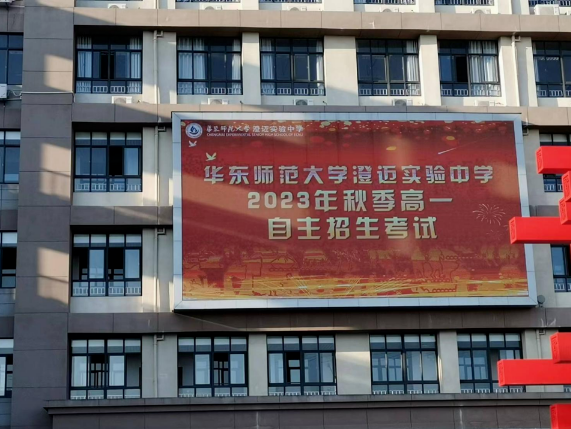 华东师范大学澄迈实验中学
华东师范大学澄迈实验中学
2023年秋季高一
自主招生考试